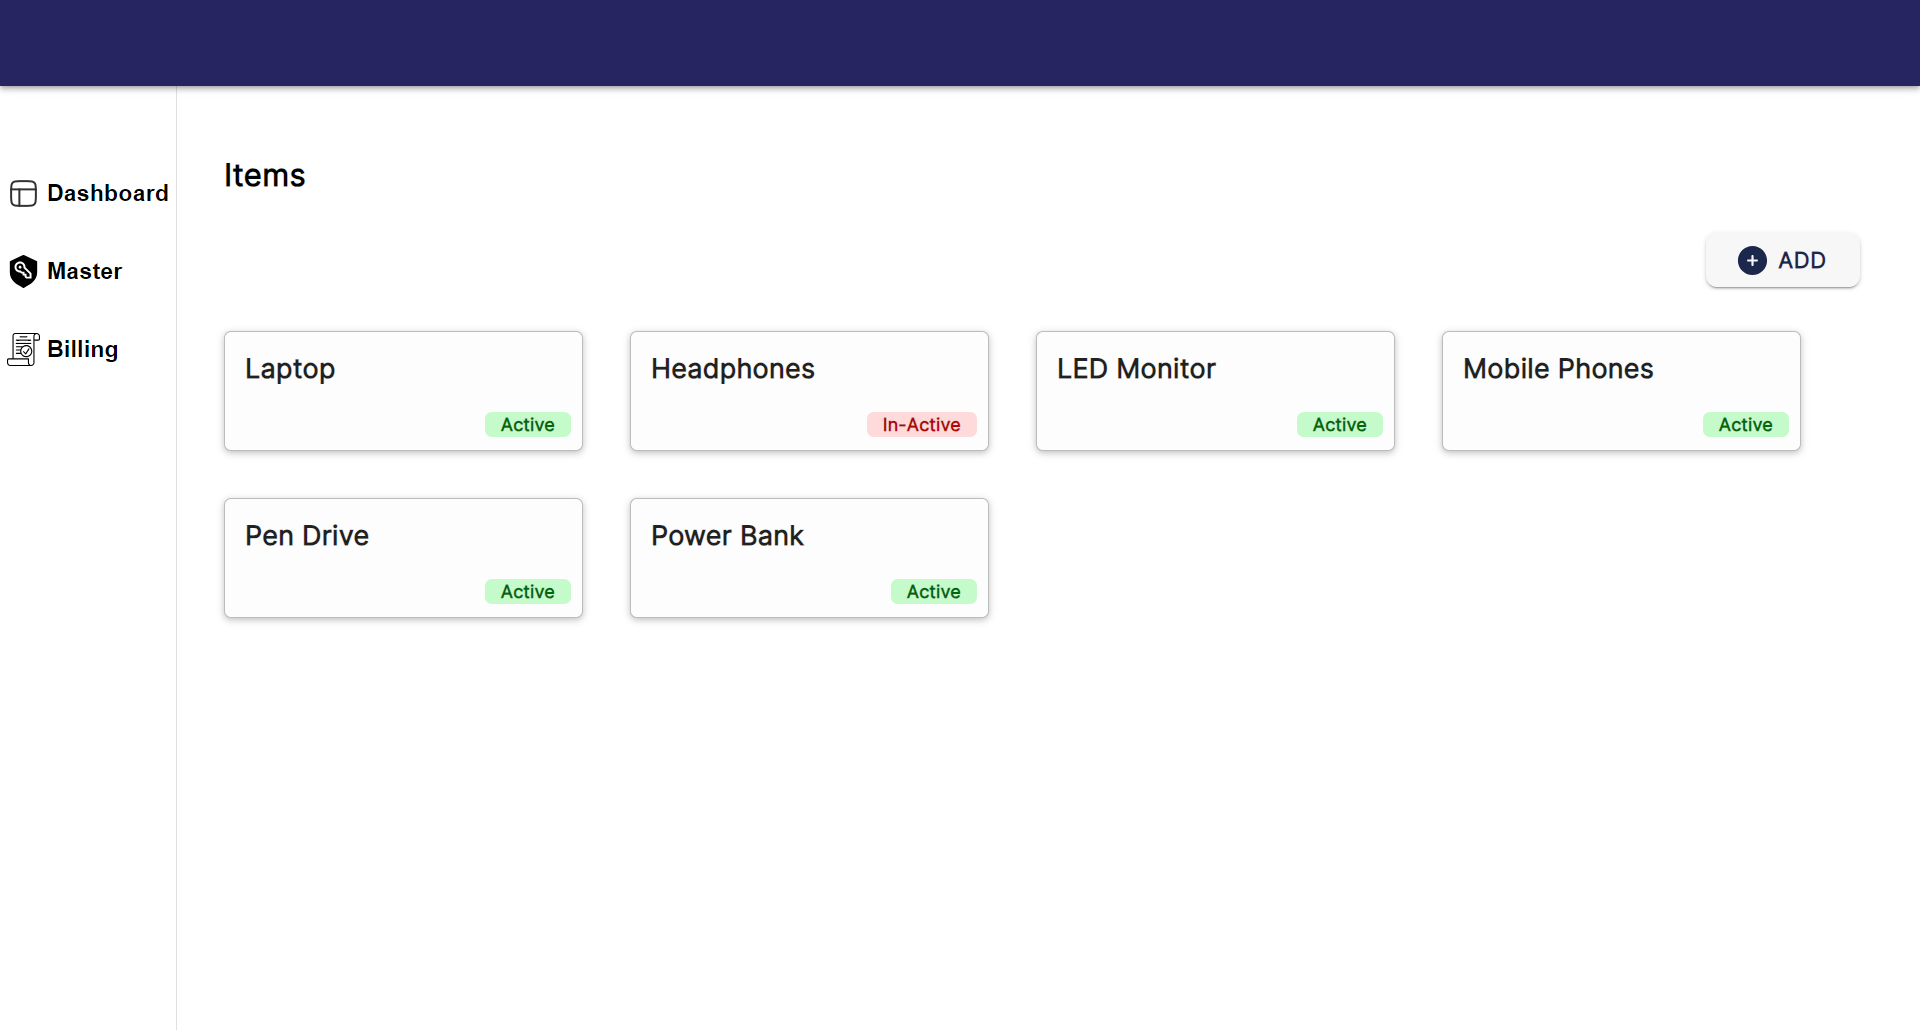 Dashboard
Master
Billing
Items
ADD
Laptop
Active
Headphones
In-Active
LED Monitor
Active
Mobile Phones
Active
Pen Drive
Active
Power Bank
Active